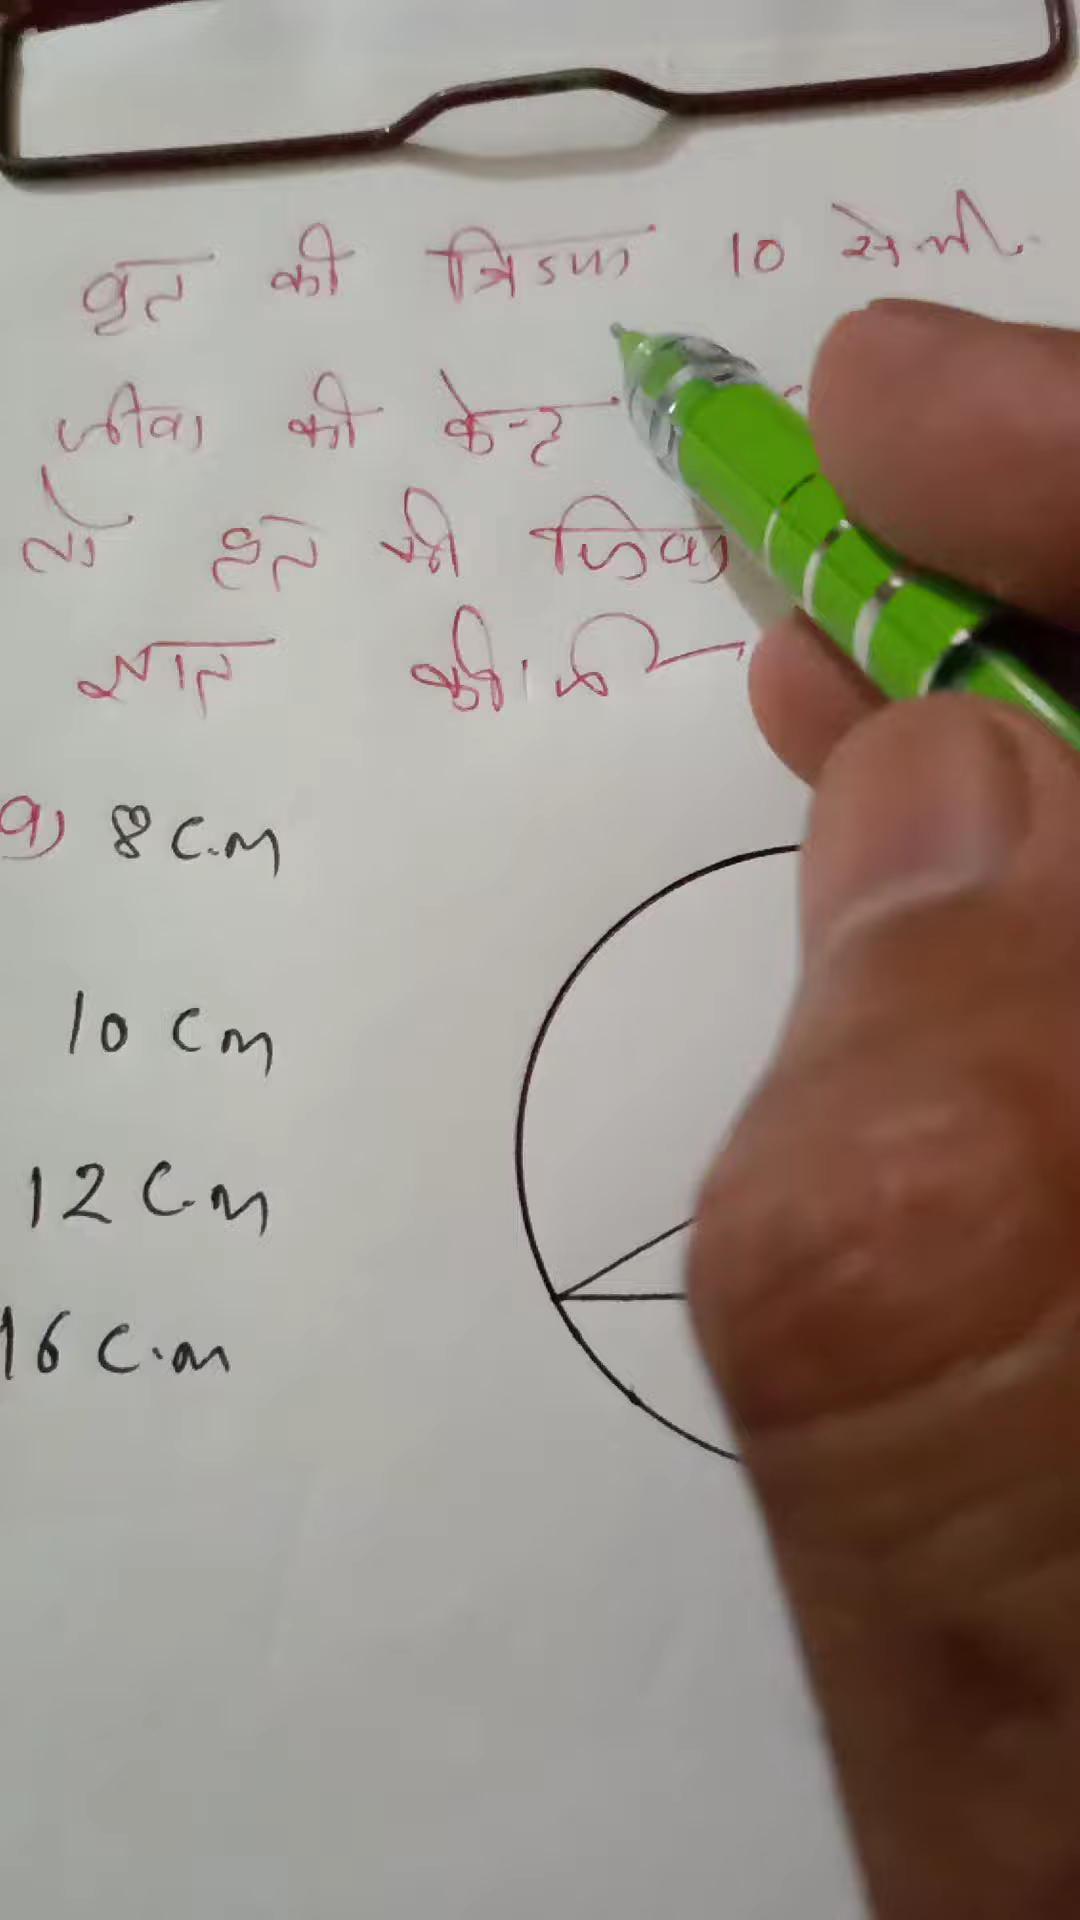 वृत की त्रिज्या 10 से.मी.
जीवा की केन्द्र
तो वृत की जिवा
ज्ञात कीजिए
a) 8 C.M
10 CM
12 C.M
16 C.M